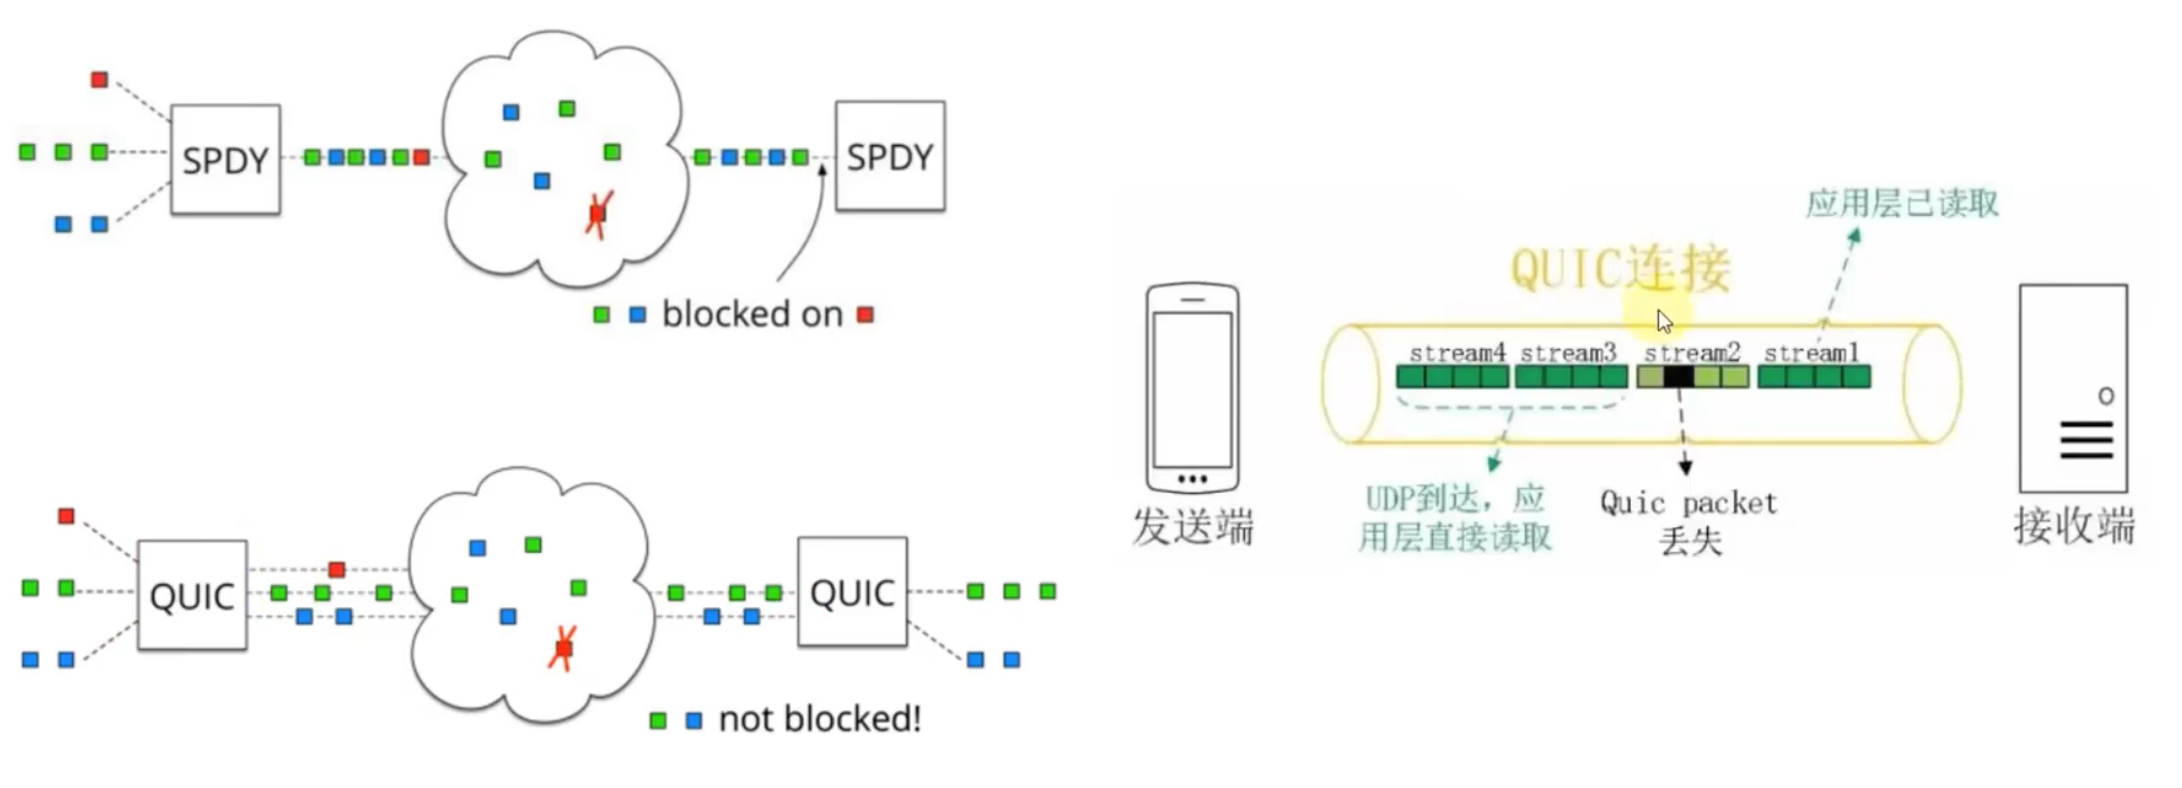 SPDY
SPDY
blocked on
QUIC
QUIC
not blocked!
应用层已读取
QUIC连接
stream4 stream3 stream2 stream1
UDP到达，应
用层直接读取
Quic packet
丢失
发送端
接收端